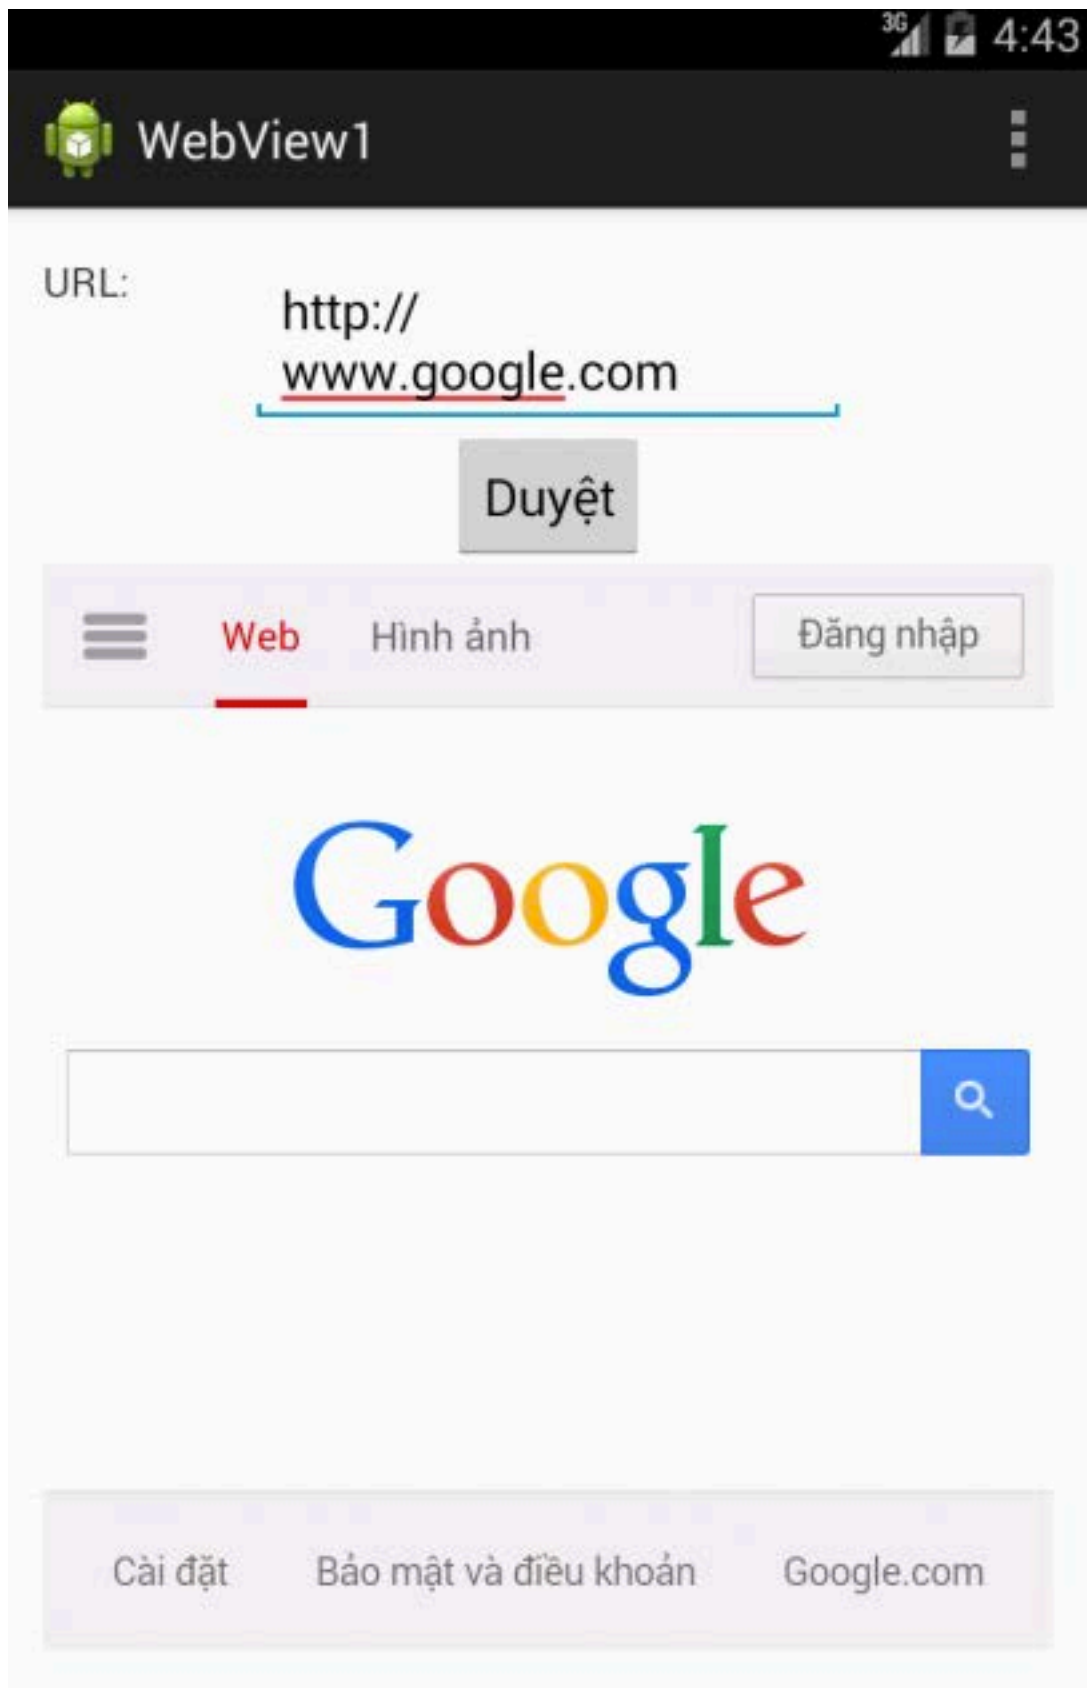 3G 4:43
WebView1
URL:
http://
www.google.com
Duyệt
Web Hình ảnh Đăng nhập
Google
Cài đặt Bảo mật và điều khoản Google.com